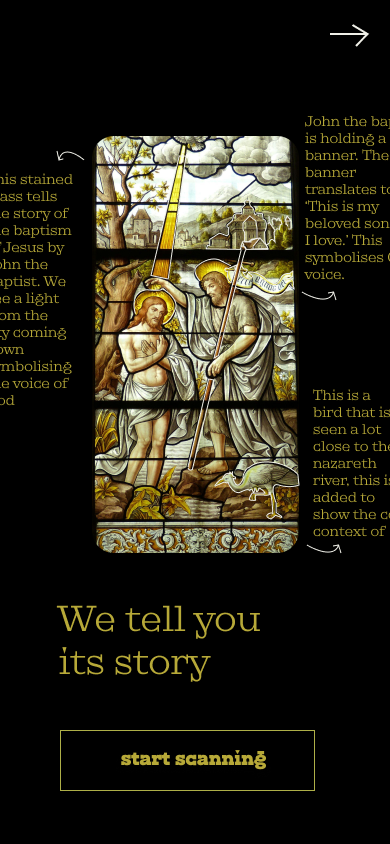 his stained
ass tells
e story of
e baptism
f Jesus by
ohn the
aptist. We
ee a light
om the
ky coming
own
ymbolising
e voice of
od
John the bap
is holding a
banner. The
banner
translates to
‘This is my
beloved son
I love.’ This
symbolises G
voice.
This is a
bird that is
seen a lot
close to the
nazareth
river, this is
added to
show the co
context of
We tell you
its story
start scanning